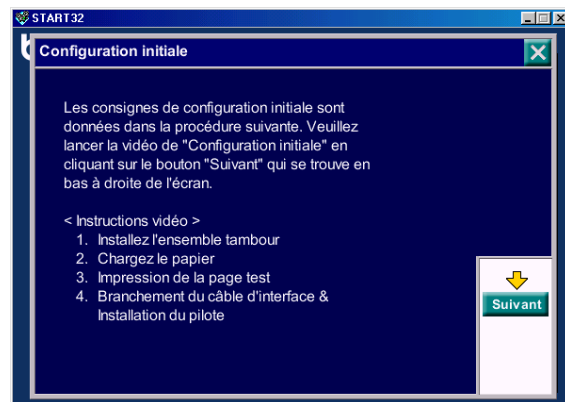 START32
Configuration initiale
Les consignes de configuration initiale sont
données dans la procédure suivante. Veuillez
lancer la vidéo de "Configuration initiale" en
cliquant sur le bouton "Suivant" qui se trouve en
bas à droite de l'écran.
< Instructions vidéo >
1. Installez l'ensemble tambour
2. Chargez le papier
3. Impression de la page test
4. Branchement du câble d'interface &
Installation du pilote
Suivant